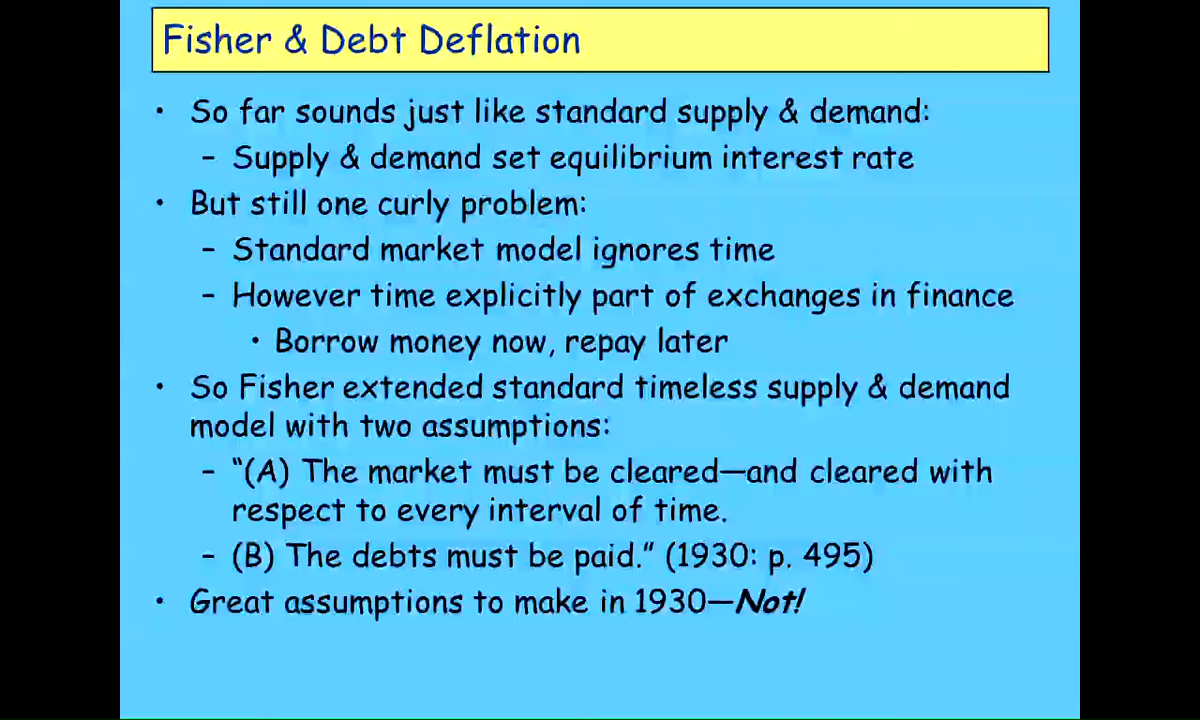 Fisher & Debt Deflation
• So far sounds just like standard supply & demand:
– Supply & demand set equilibrium interest rate
• But still one curly problem:
– Standard market model ignores time
– However time explicitly part of exchanges in finance
• Borrow money now, repay later
• So Fisher extended standard timeless supply & demand
model with two assumptions:
– “(A) The market must be cleared—and cleared with
respect to every interval of time.
– (B) The debts must be paid.” (1930: p. 495)
• Great assumptions to make in 1930—Not!